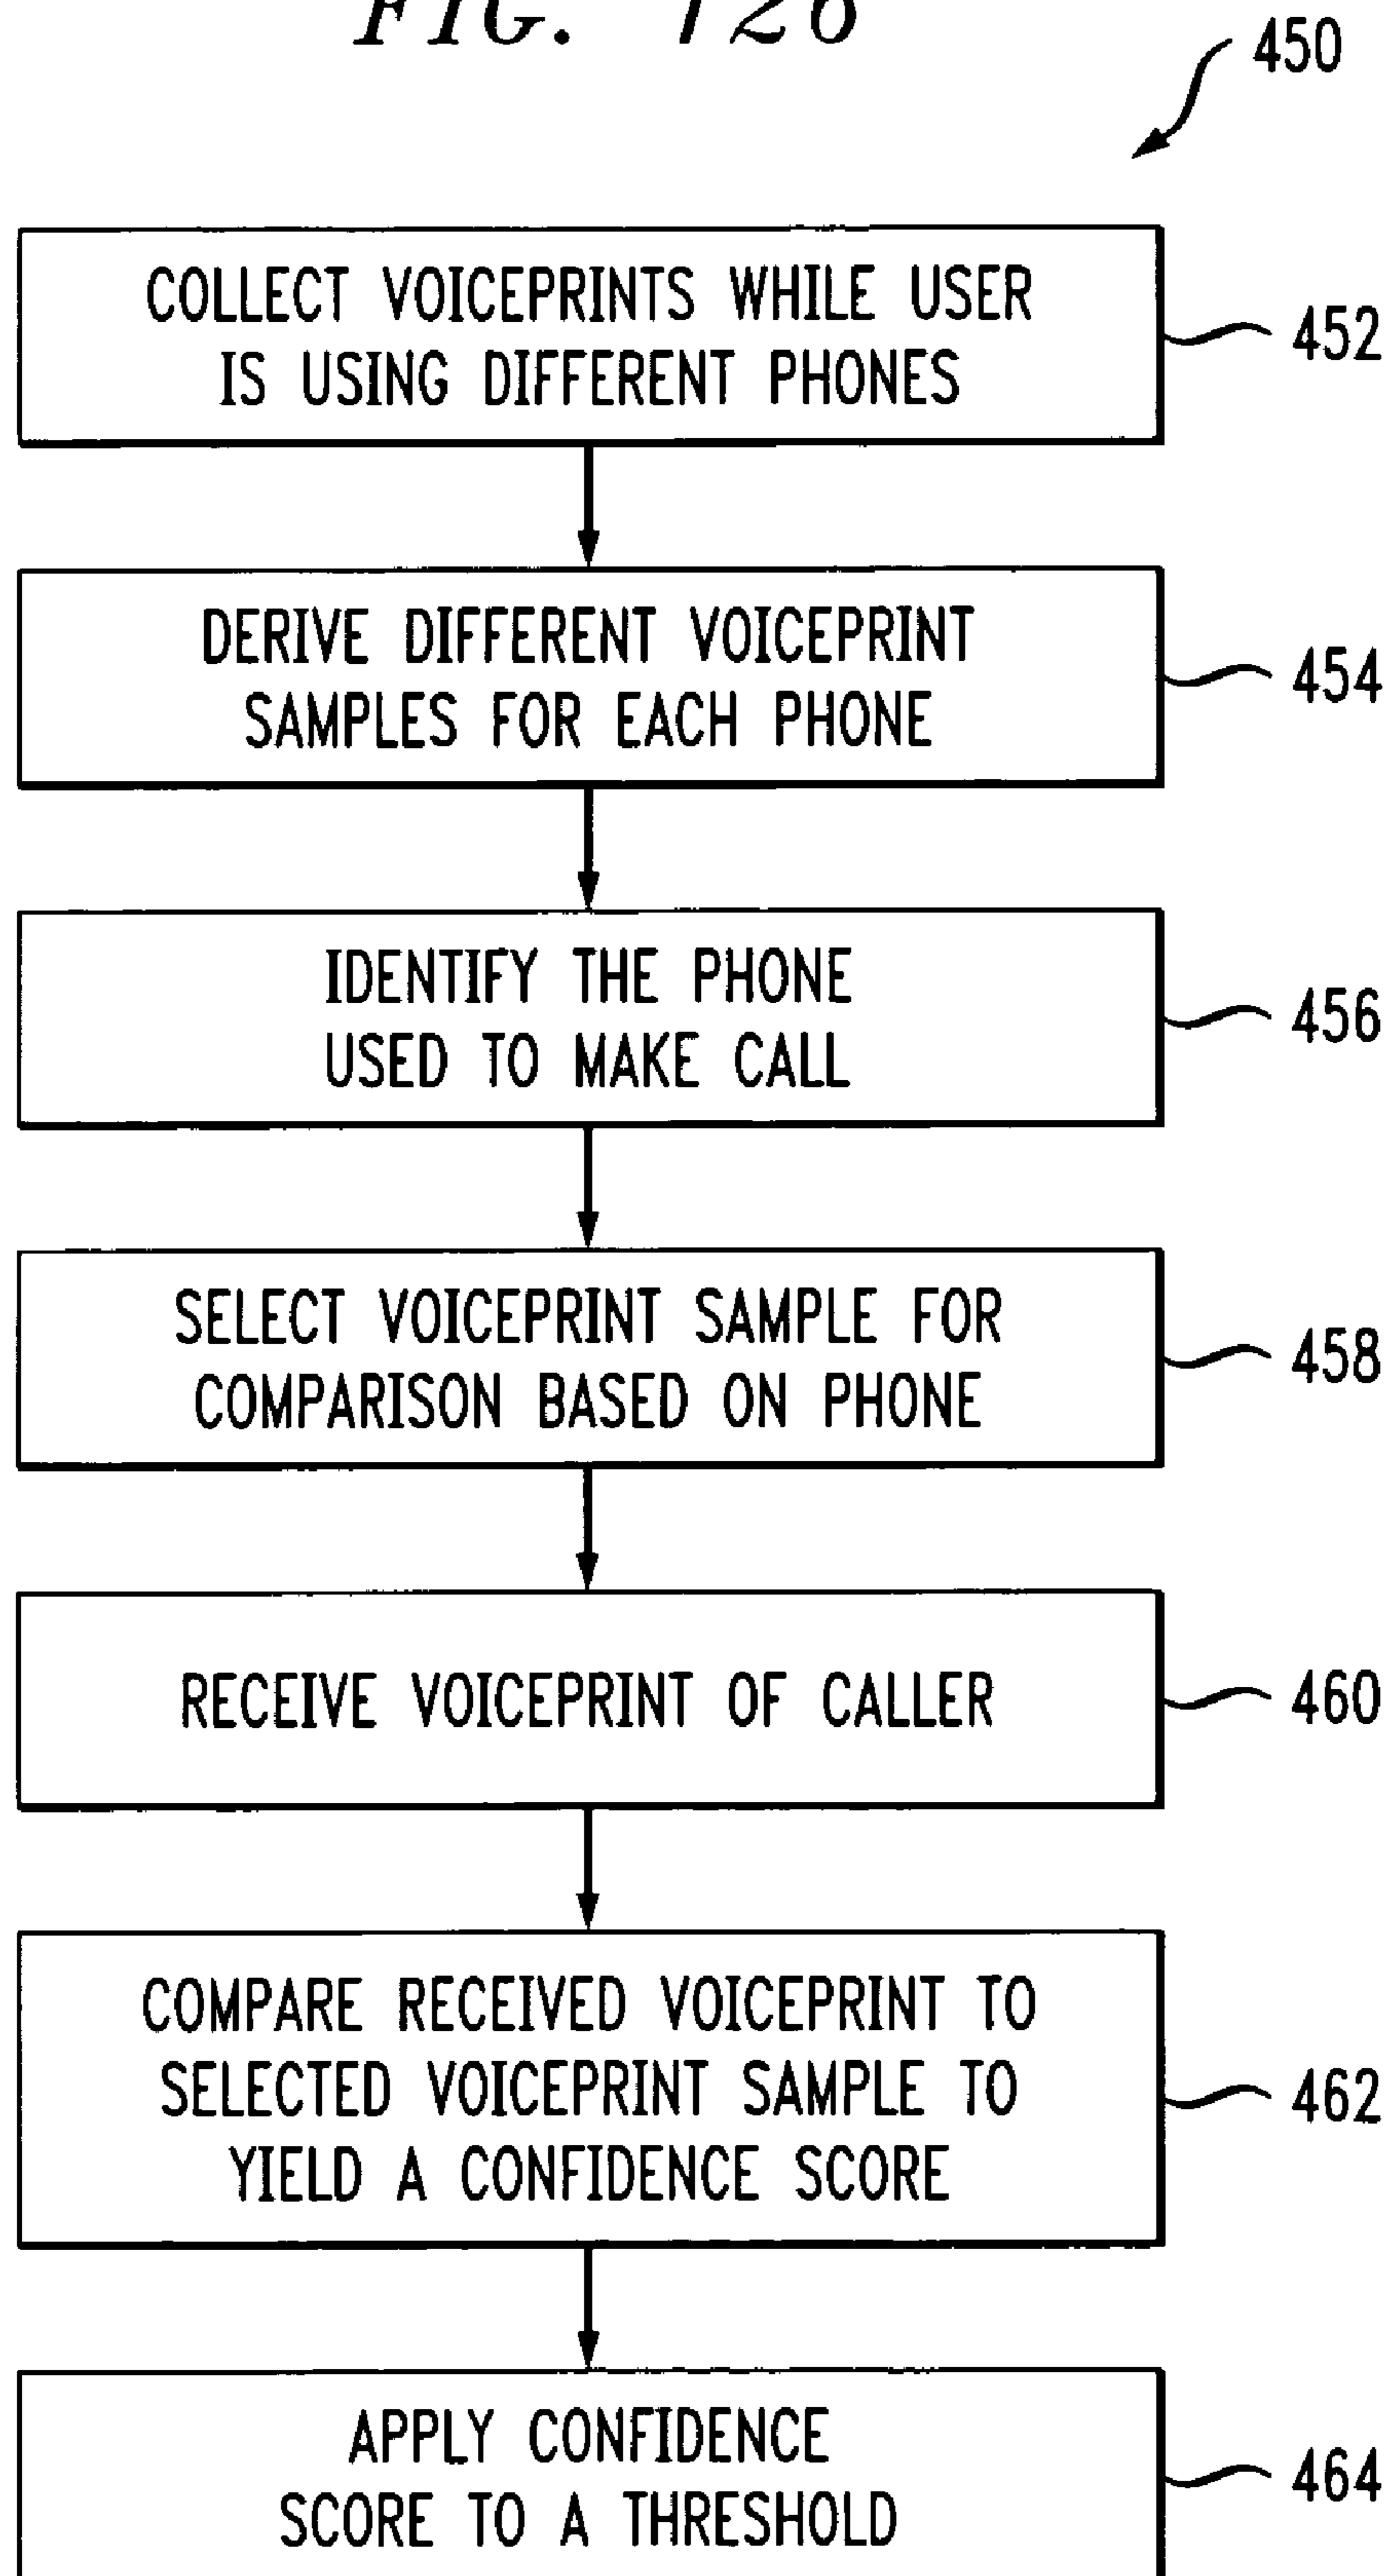 FIG.
450
COLLECT VOICEPRINTS WHILE USER
IS USING DIFFERENT PHONES
452
DERIVE DIFFERENT VOICEPRINT
SAMPLES FOR EACH PHONE
454
IDENTIFY THE PHONE
USED TO MAKE CALL
456
SELECT VOICEPRINT SAMPLE FOR
COMPARISON BASED ON PHONE
458
RECEIVE VOICEPRINT OF CALLER
460
COMPARE RECEIVED VOICEPRINT TO
SELECTED VOICEPRINT SAMPLE TO
YIELD A CONFIDENCE SCORE
462
APPLY CONFIDENCE
SCORE TO A THRESHOLD
464